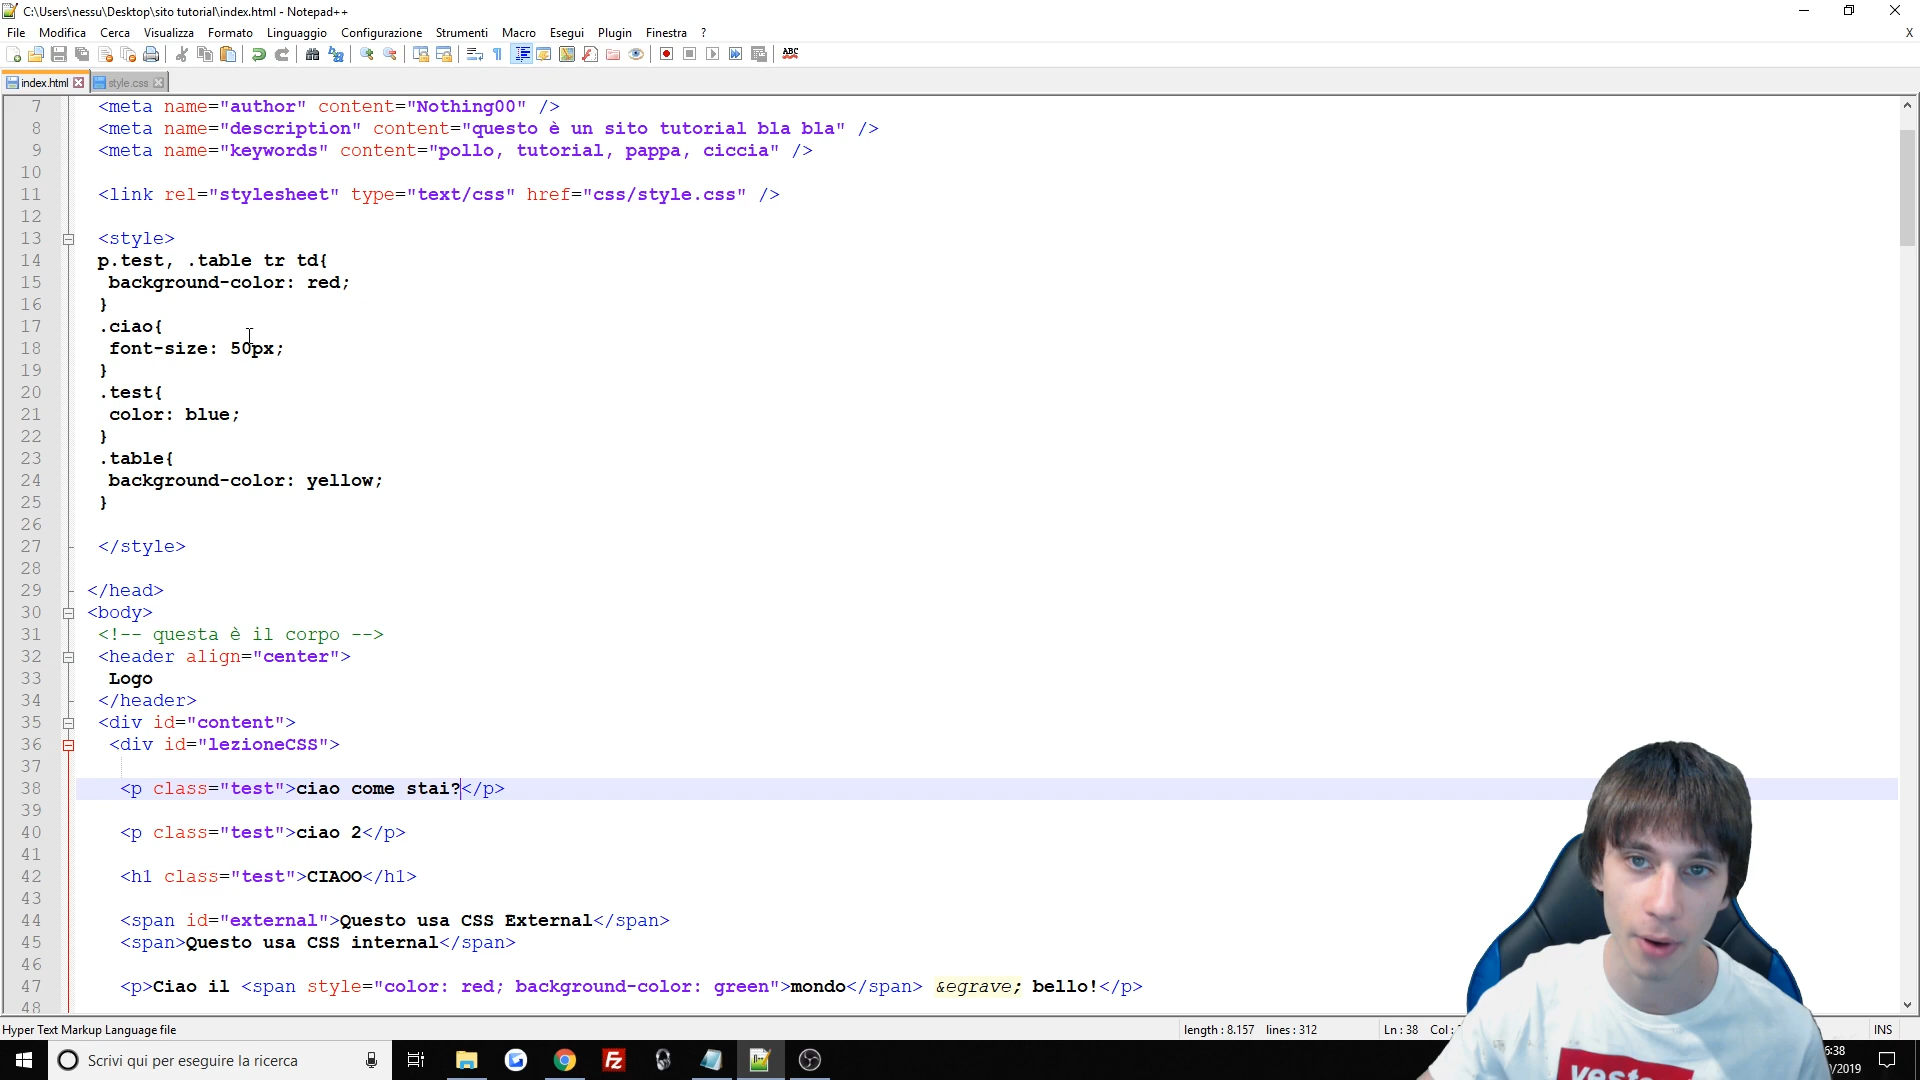 C:\Users\nessu\Desktop\sito tutorial\index.html - Notepad++
File Modifica Cerca Visualizza Formato Linguaggio Configurazione Strumenti Macro Esegui Plugin Finestra ? X
ABC
index.html style.css
7 <meta name="author" content="Nothing00" />
8 <meta name="description" content="questo è un sito tutorial bla bla" />
9 <meta name="keywords" content="pollo, tutorial, pappa, ciccia" />
10
11 <link rel="stylesheet" type="text/css" href="css/style.css" />
12
13 <style>
14 p.test, .table tr td{
15 background-color: red;
16 }
17 .ciao{
18 font-size: 50px;
19 }
20 .test{
21 color: blue;
22 }
23 .table{
24 background-color: yellow;
25 }
26
27 </style>
28
29 </head>
30 <body>
31 <!-- questa è il corpo -->
32 <header align="center">
33 Logo
34 </header>
35 <div id="content">
36 <div id="lezioneCSS">
37
38 <p class="test">ciao come stai?</p>
39
40 <p class="test">ciao 2</p>
41
42 <h1 class="test">CIAOO</h1>
43
44 <span id="external">Questo usa CSS External</span>
45 <span>Questo usa CSS internal</span>
46
47 <p>Ciao il <span style="color: red; background-color: green">mondo</span> &egrave; bello!</p>
48
Hyper Text Markup Language file length : 8.157 lines : 312 Ln : 38 Col : INS
Scrivi qui per eseguire la ricerca